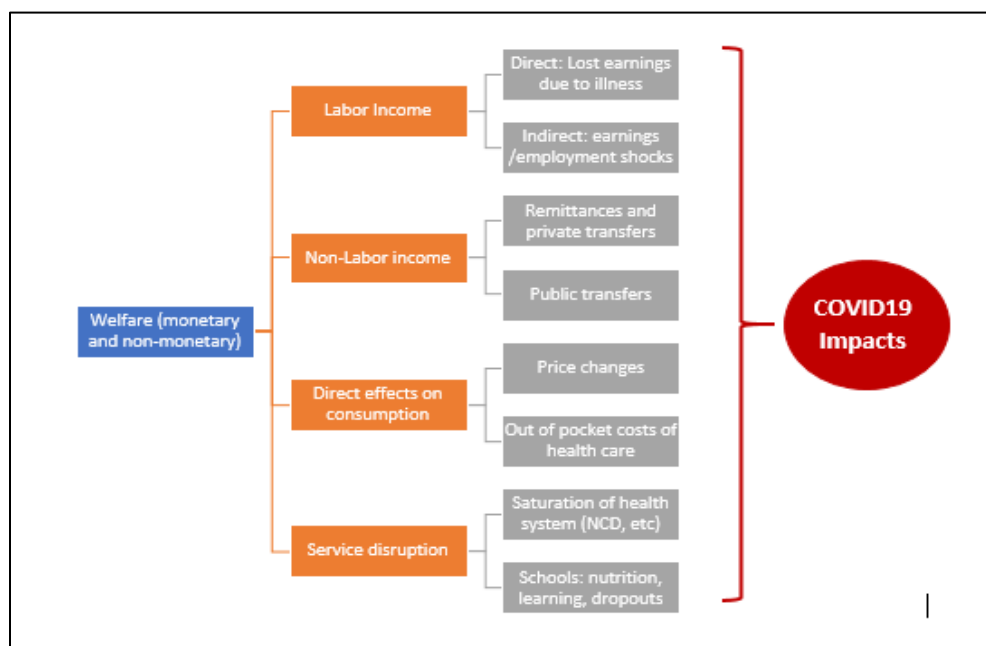 Direct: Lost earnings
due to illness
Labor Income
Indirect: earnings
/employment shocks
Remittances and
private transfers
Non-Labor income
Public transfers
Welfare (monetary
and non-monetary)
COVID19
Impacts
Price changes
Direct effects on
consumption
Out of pocket costs of
health care
Saturation of health
system (NCD, etc)
Service disruption
Schools: nutrition,
learning, dropouts